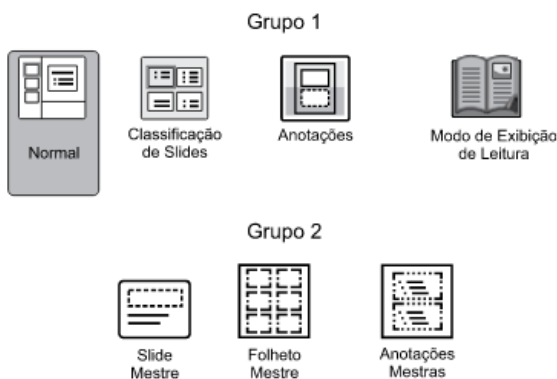 Grupo 1
Normal
Classificação
de Slides
Anotações
Modo de Exibição
de Leitura
Grupo 2
Slide
Mestre
Folheto
Mestre
Anotações
Mestras